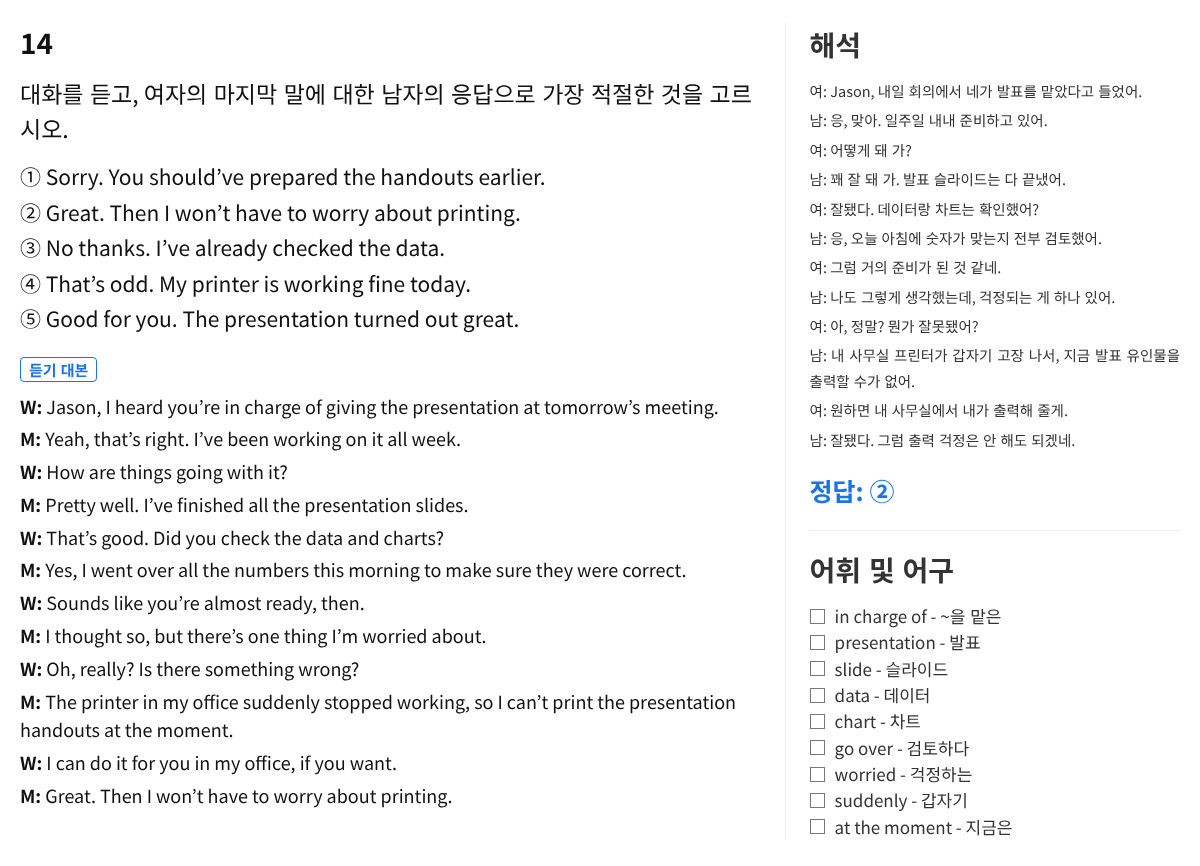 14
대화를 듣고, 여자의 마지막 말에 대한 남자의 응답으로 가장 적절한 것을 고르
시오.
① Sorry. You should’ve prepared the handouts earlier.
② Great. Then I won’t have to worry about printing.
③ No thanks. I’ve already checked the data.
④ That’s odd. My printer is working fine today.
⑤ Good for you. The presentation turned out great.
듣기 대본
W: Jason, I heard you’re in charge of giving the presentation at tomorrow’s meeting.
M: Yeah, that’s right. I’ve been working on it all week.
W: How are things going with it?
M: Pretty well. I’ve finished all the presentation slides.
W: That’s good. Did you check the data and charts?
M: Yes, I went over all the numbers this morning to make sure they were correct.
W: Sounds like you’re almost ready, then.
M: I thought so, but there’s one thing I’m worried about.
W: Oh, really? Is there something wrong?
M: The printer in my office suddenly stopped working, so I can’t print the presentation
handouts at the moment.
W: I can do it for you in my office, if you want.
M: Great. Then I won’t have to worry about printing.
해석
여: Jason, 내일 회의에서 네가 발표를 맡았다고 들었어.
남: 응, 맞아. 일주일 내내 준비하고 있어.
여: 어떻게 돼 가?
남: 꽤 잘 돼 가. 발표 슬라이드는 다 끝냈어.
여: 잘됐다. 데이터랑 차트는 확인했어?
남: 응, 오늘 아침에 숫자가 맞는지 전부 검토했어.
여: 그럼 거의 준비가 된 것 같네.
남: 나도 그렇게 생각했는데, 걱정되는 게 하나 있어.
여: 아, 정말? 뭔가 잘못됐어?
남: 내 사무실 프린터가 갑자기 고장 나서, 지금 발표 유인물을
출력할 수가 없어.
여: 원하면 내 사무실에서 내가 출력해 줄게.
남: 잘됐다. 그럼 출력 걱정은 안 해도 되겠네.
정답: ②
어휘 및 어구
in charge of - ~을 맡은
presentation - 발표
slide - 슬라이드
data - 데이터
chart - 차트
go over - 검토하다
worried - 걱정하는
suddenly - 갑자기
at the moment - 지금은